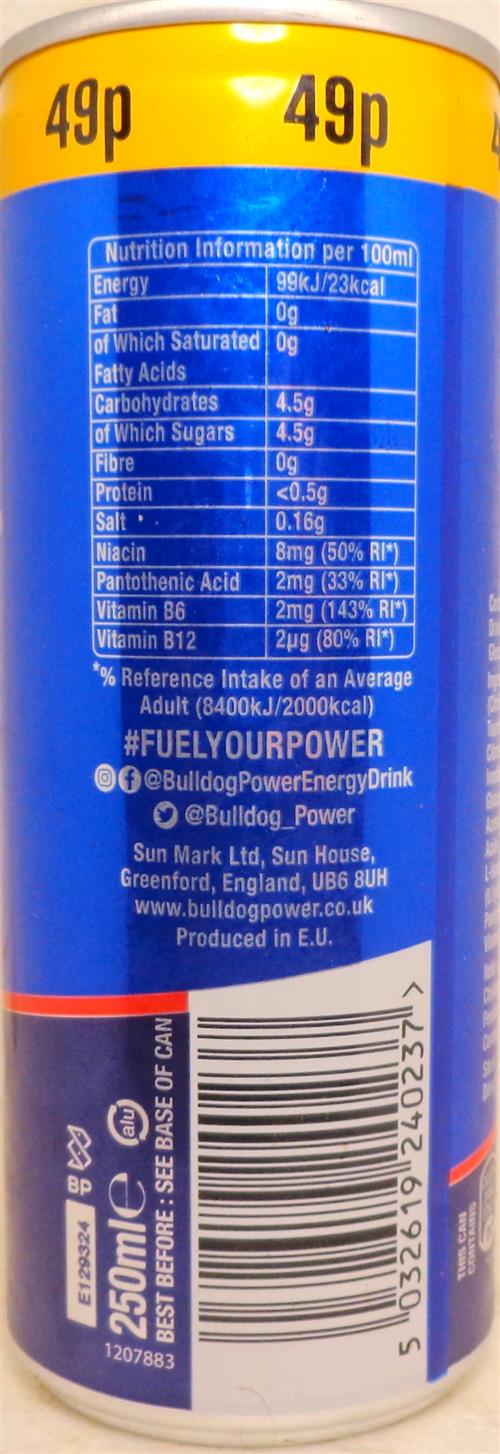 49p 49p
Nutrition Information per 100ml
Energy 99kJ/23kcal
Fat 0g
of Which Saturated 0g
Fatty Acids
Carbohydrates 4.5g
of Which Sugars 4.5g
Fibre 0g
Protein <0.5g
Salt 0.16g
Niacin 8mg (50% RI*)
Pantothenic Acid 2mg (33% RI*)
Vitamin B6 2mg (143% RI*)
Vitamin B12 2µg (80% RI*)
*% Reference Intake of an Average
Adult (8400kJ/2000kcal)
#FUELYOURPOWER
@BulldogPowerEnergyDrink
@Bulldog_Power
Sun Mark Ltd, Sun House,
Greenford, England, UB6 8UH
www.bulldogpower.co.uk
Produced in E.U.
BP
E129324
250ml e
alu
BEST BEFORE : SEE BASE OF CAN
1207883
5 032619 240237 >
THIS CAN
CONTAINS